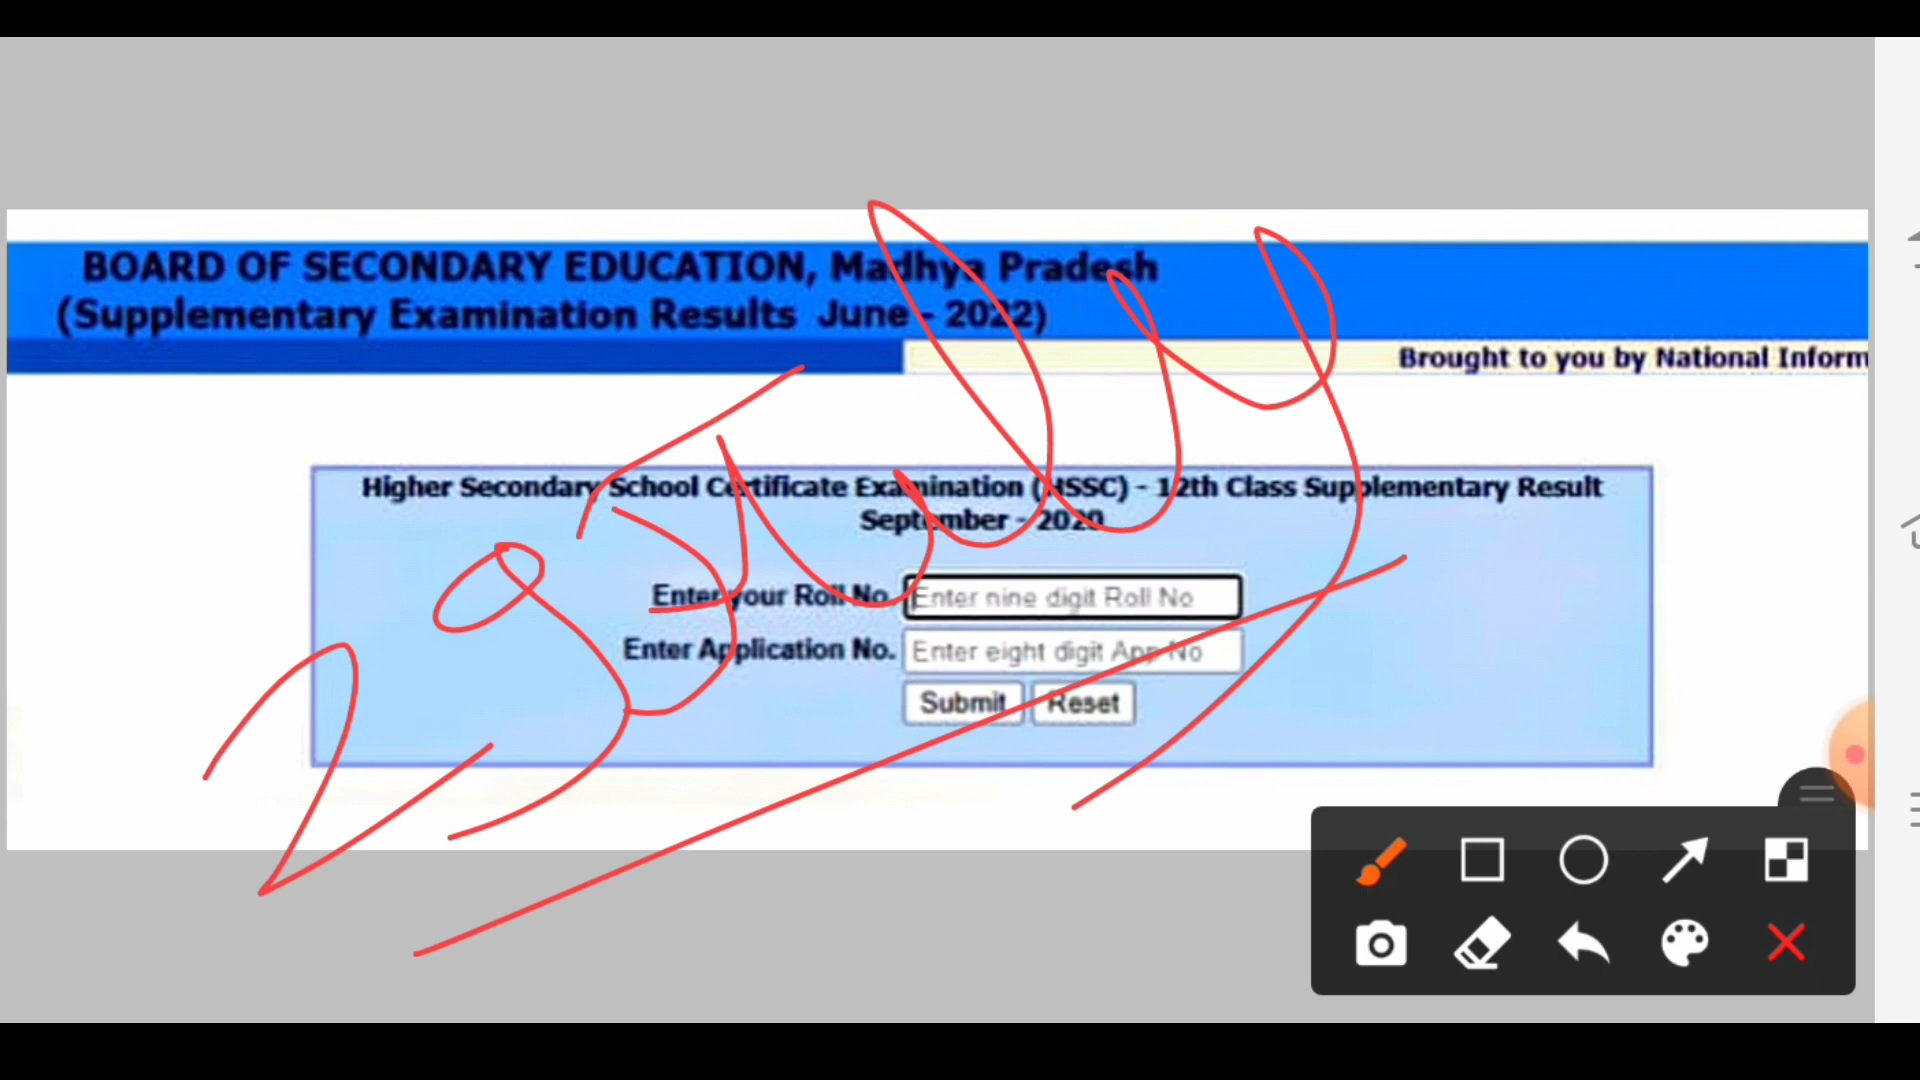 BOARD OF SECONDARY EDUCATION, Madhya Pradesh
(Supplementary Examination Results June - 2022)
Brought to you by National Inform
Higher Secondary School Certificate Examination (HSSC) - 12th Class Supplementary Result
September - 2020
Enter your Roll No. Enter nine digit Roll No
Enter Application No. Enter eight digit App No
Submit Reset